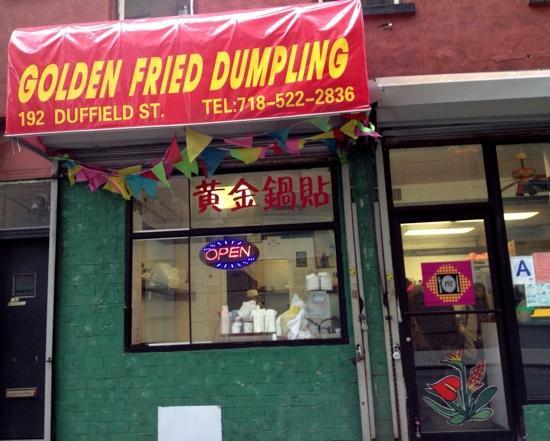 GOLDEN FRIED DUMPLING
192 DUFFIELD ST. TEL:718-522-2836
黄金鍋貼
OPEN
A